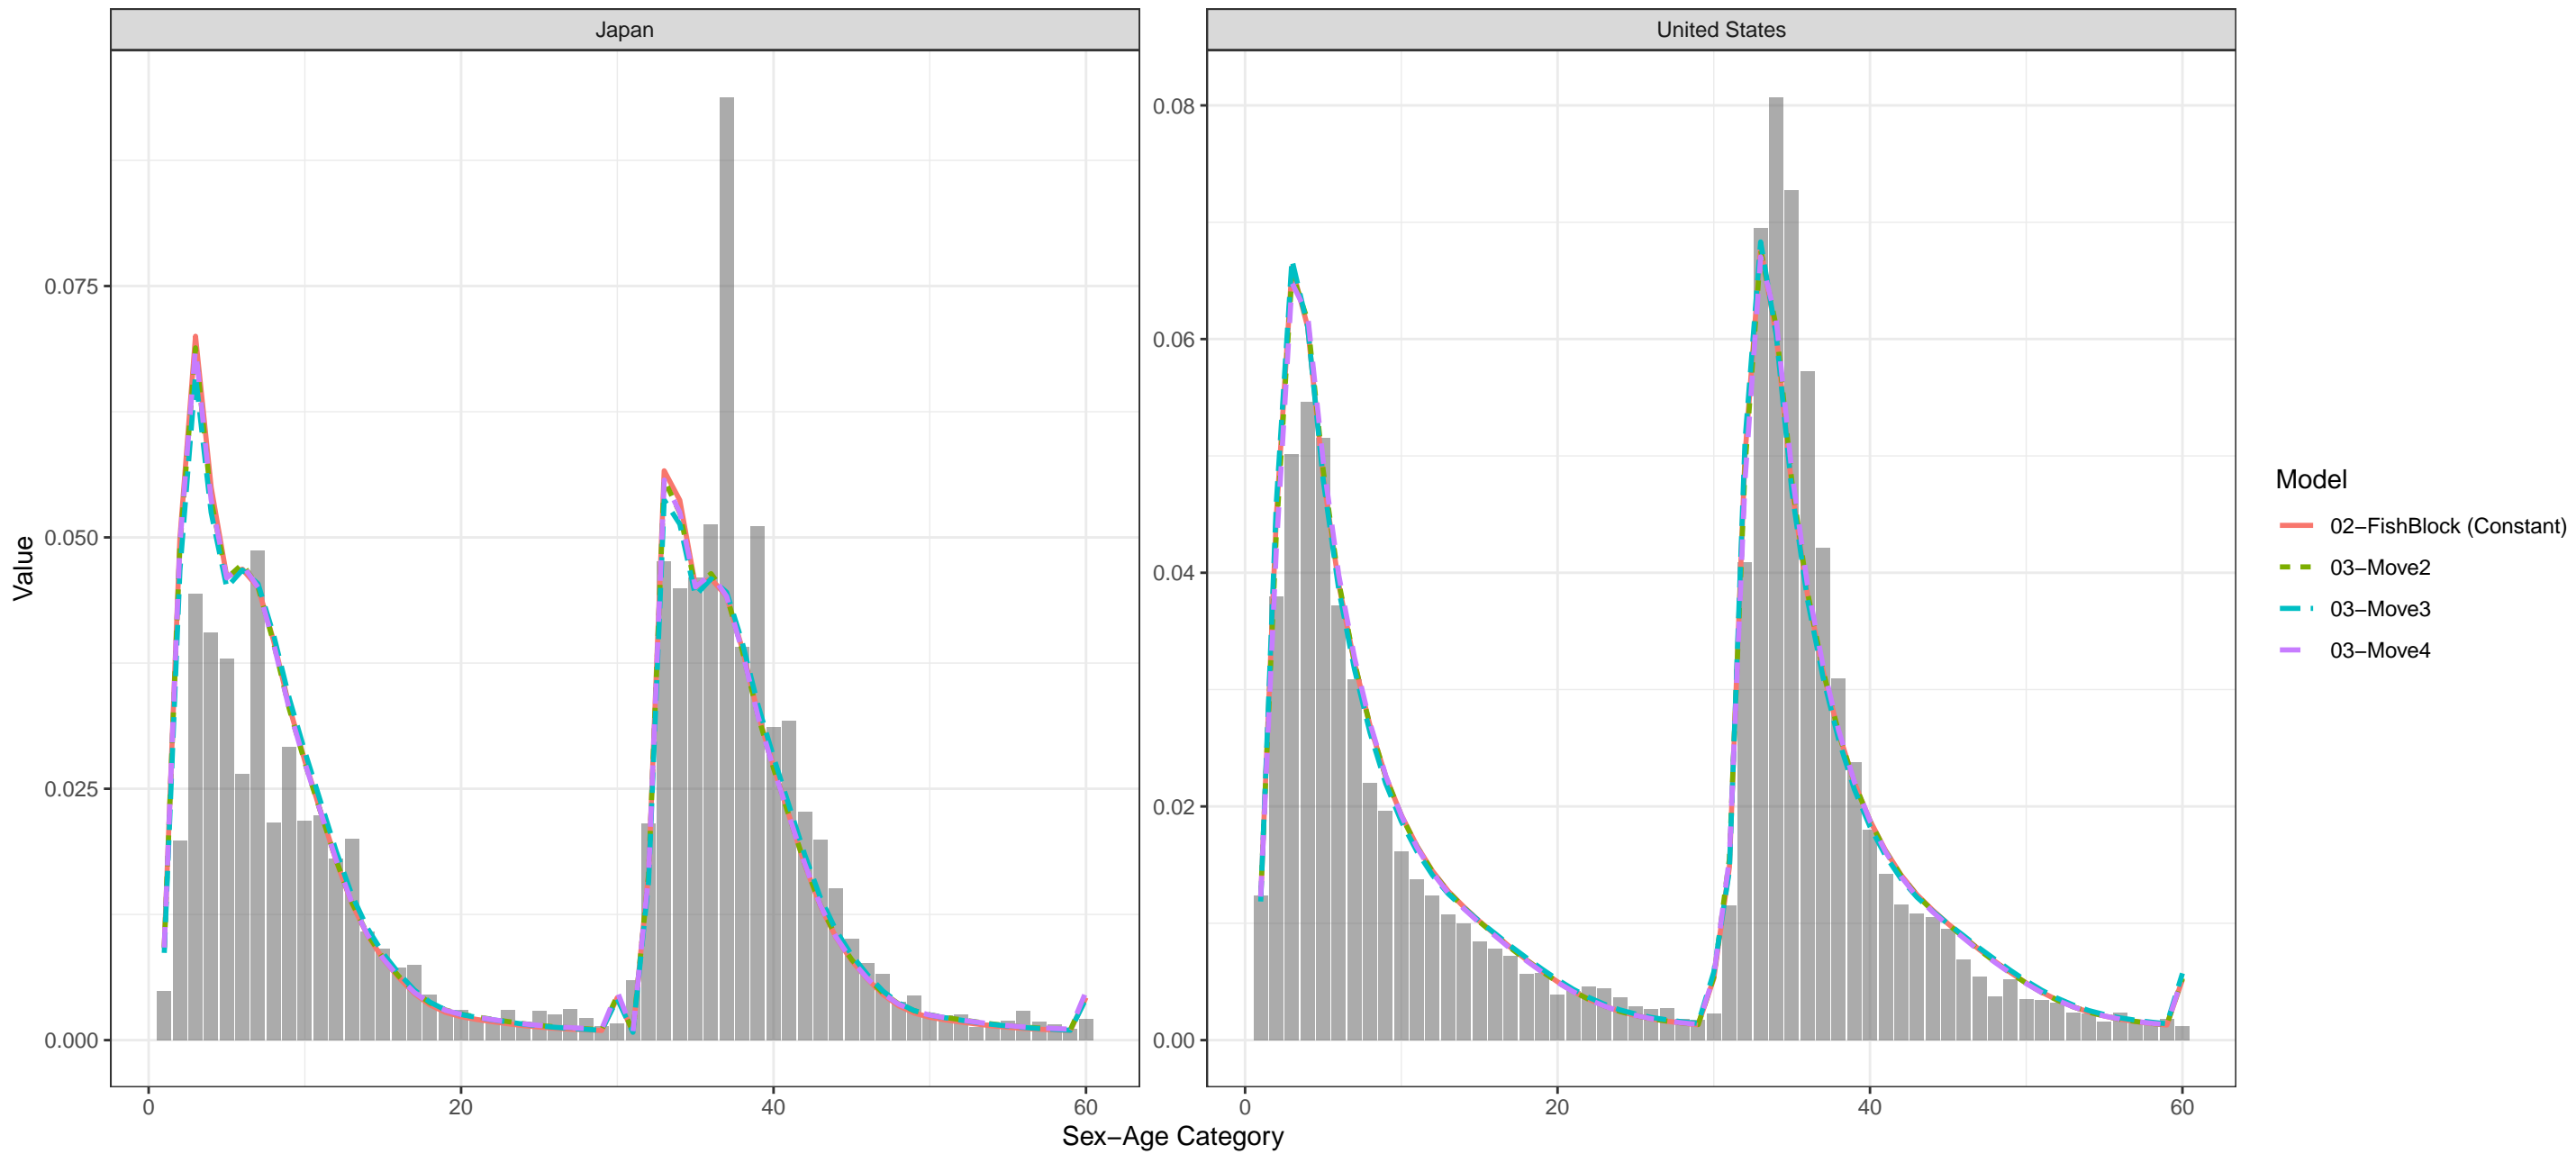 Japan
United States
Value
0.075
0.050
0.025
0.000
0.08
0.06
0.04
0.02
0.00
0
20
40
60
0
20
40
60
Sex−Age Category
Model
02−FishBlock (Constant)
03−Move2
03−Move3
03−Move4